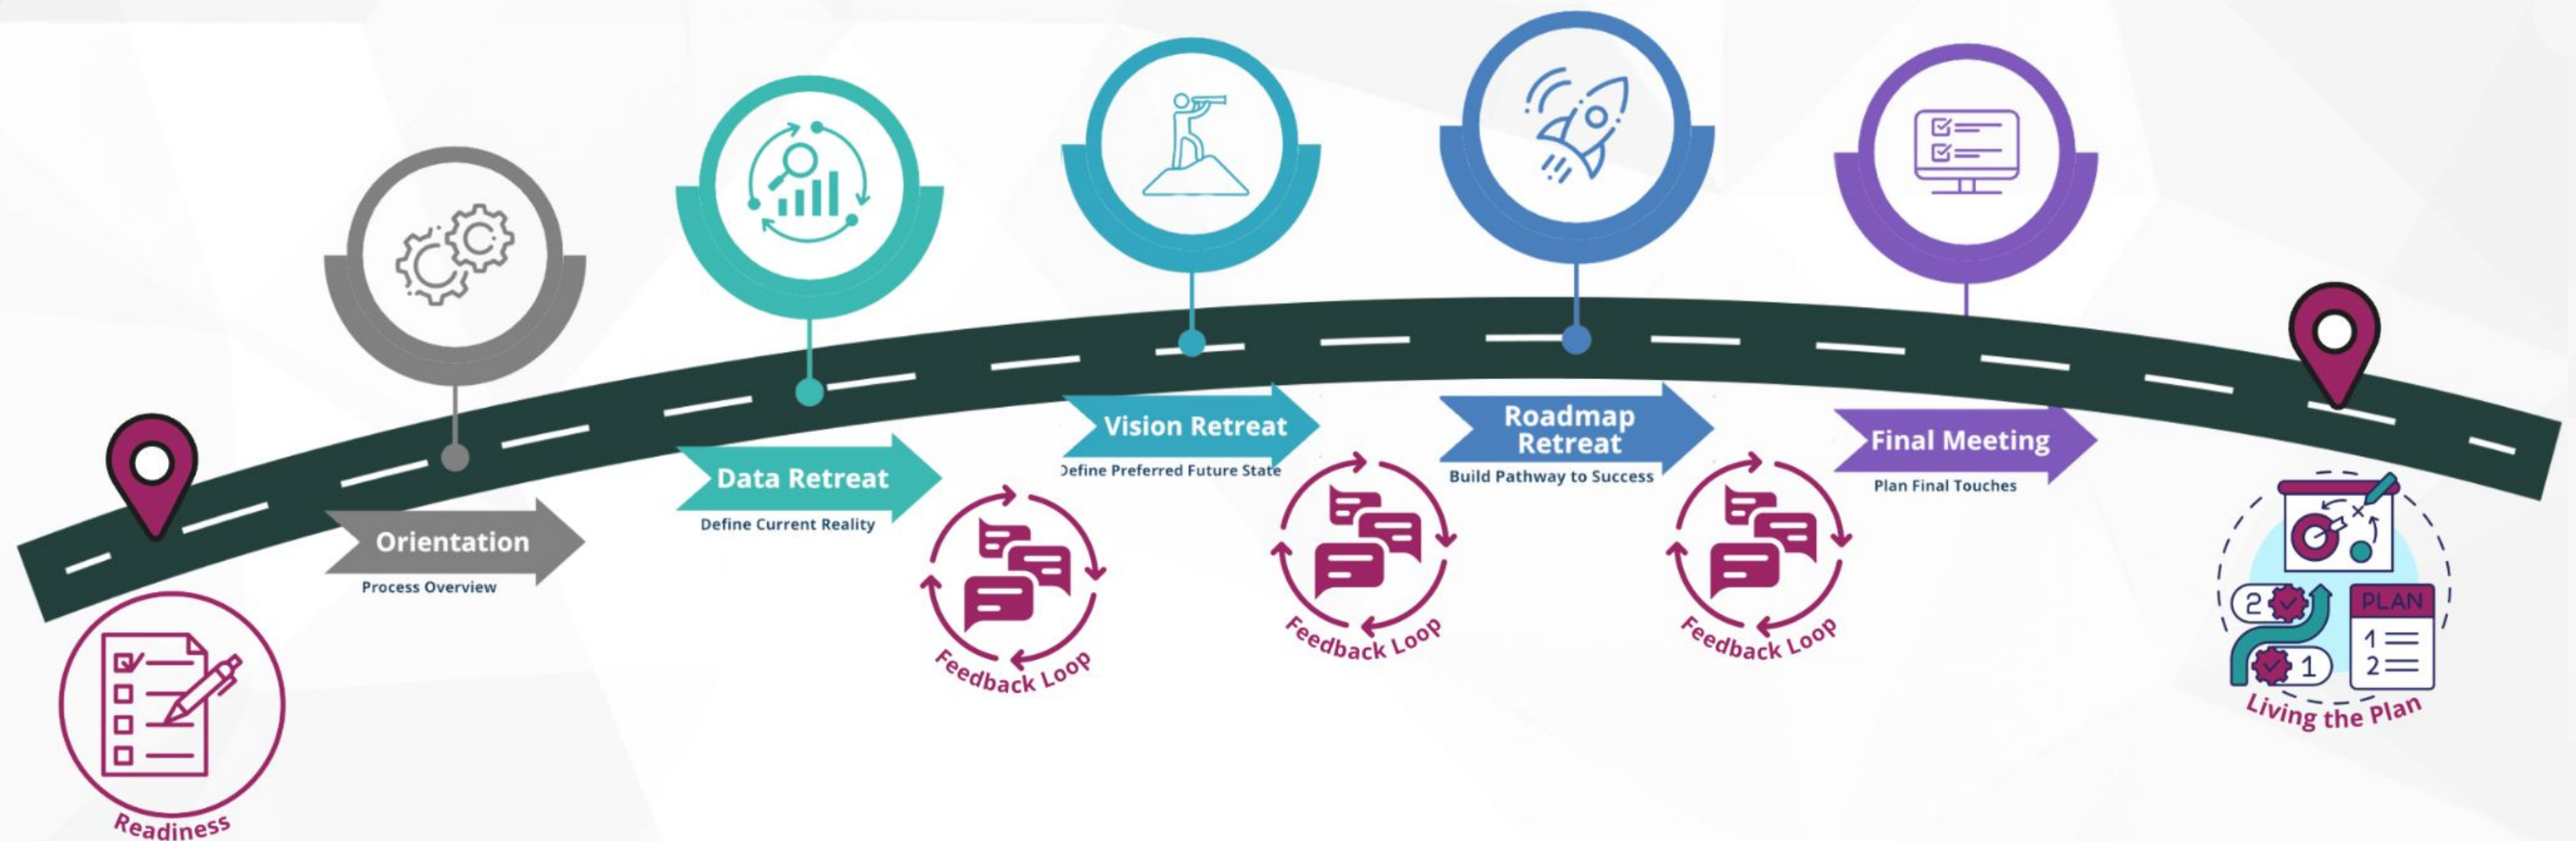 Readiness
Orientation
Process Overview
Data Retreat
Define Current Reality
Feedback Loop
Vision Retreat
Define Preferred Future State
Feedback Loop
Roadmap
Retreat
Build Pathway to Success
Feedback Loop
Final Meeting
Plan Final Touches
2
1
PLAN
1
2
Living the Plan